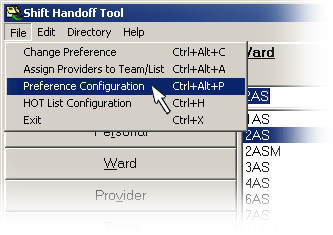 Shift Handoff Tool
File Edit Directory Help
Change Preference Ctrl+Alt+C
Assign Providers to Team/List Ctrl+Alt+A
Preference Configuration Ctrl+Alt+P
HOT List Configuration Ctrl+H
Exit Ctrl+X
Personal
Ward
Provider
Ward
2AS
1AS
2AS
2ASM
3AS
4AS
6AS
7AS